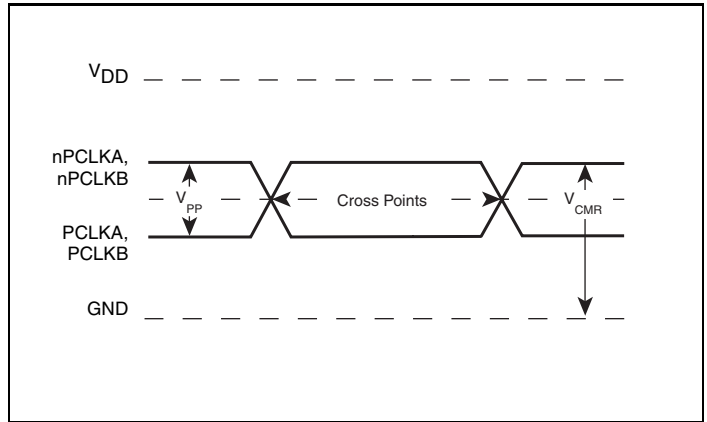 VDD
nPCLKA,
nPCLKB
VPP
Cross Points
VCMR
PCLKA,
PCLKB
GND